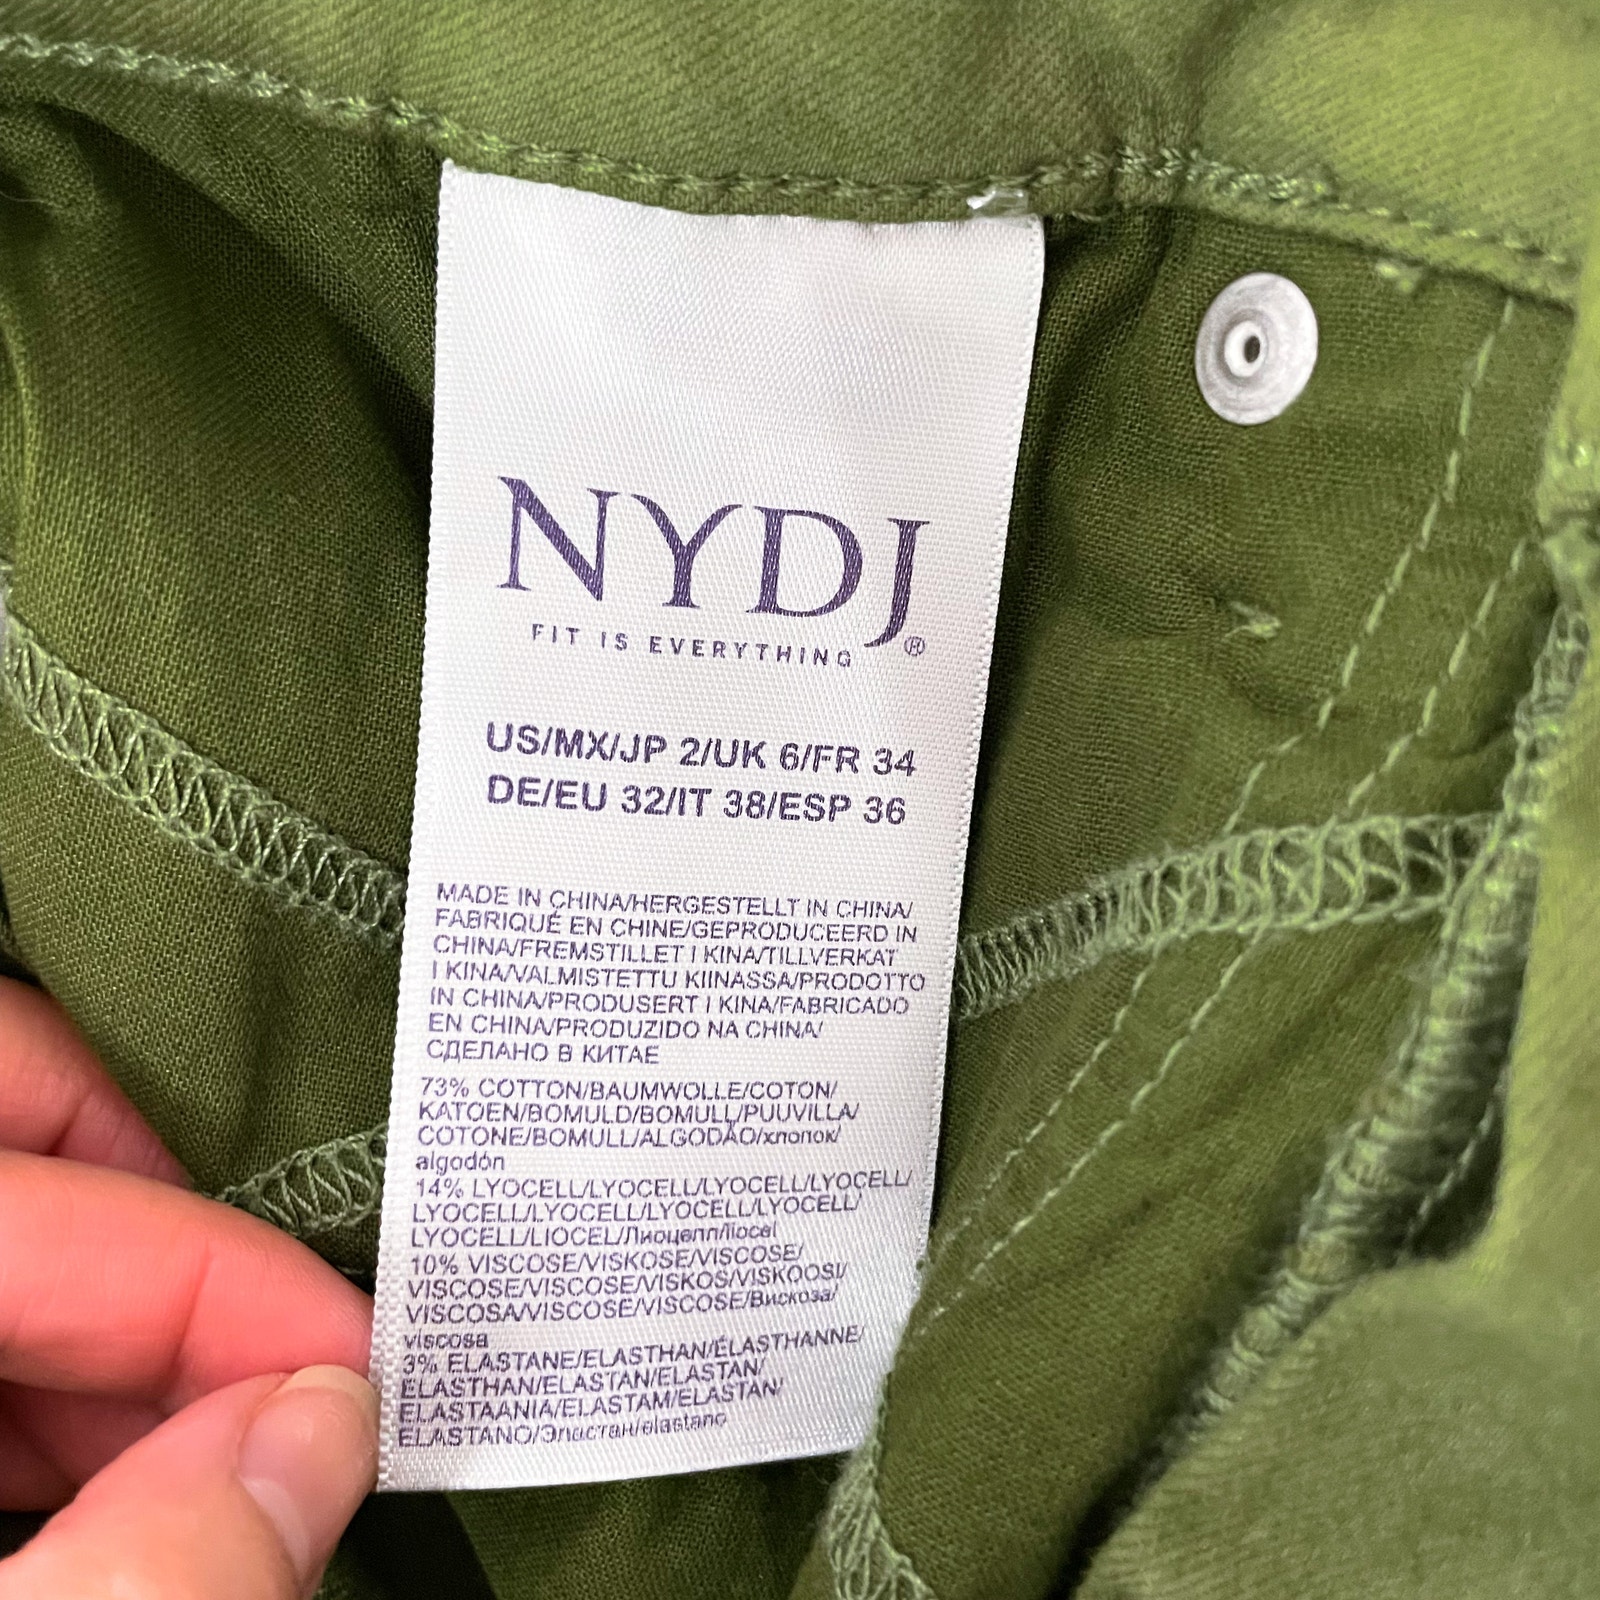 NYDJ®
FIT IS EVERYTHING
US/MX/JP 2/UK 6/FR 34
DE/EU 32/IT 38/ESP 36
MADE IN CHINA/HERGESTELLT IN CHINA/
FABRIQUÉ EN CHINE/GEPRODUCEERD IN
CHINA/FREMSTILLET I KINA/TILLVERKAT
I KINA/VALMISTETTU KIINASSA/PRODOTTO
IN CHINA/PRODUSERT I KINA/FABRICADO
EN CHINA/PRODUZIDO NA CHINA/
СДЕЛАНО В КИТАЕ
73% COTTON/BAUMWOLLE/COTON/
KATOEN/BOMULD/BOMULL/PUUVILLA/
COTONE/BOMULL/ALGODÃO/хлопок/
algodón
14% LYOCELL/LYOCELL/LYOCELL/LYOCELL/
LYOCELL/LYOCELL/LYOCELL/LYOCELL/
LYOCELL/LIOCEL/Лиоцелл/liocel
10% VISCOSE/VISKOSE/VISCOSE/
VISCOSE/VISCOSE/VISKOS/VISKOOSI/
VISCOSA/VISCOSE/VISCOSE/Вискоза/
viscosa
3% ELASTANE/ELASTHAN/ÉLASTHANNE/
ELASTHAN/ELASTAN/ELASTAN/
ELASTAANIA/ELASTAM/ELASTAN/
ELASTANO/Эластан/elastano